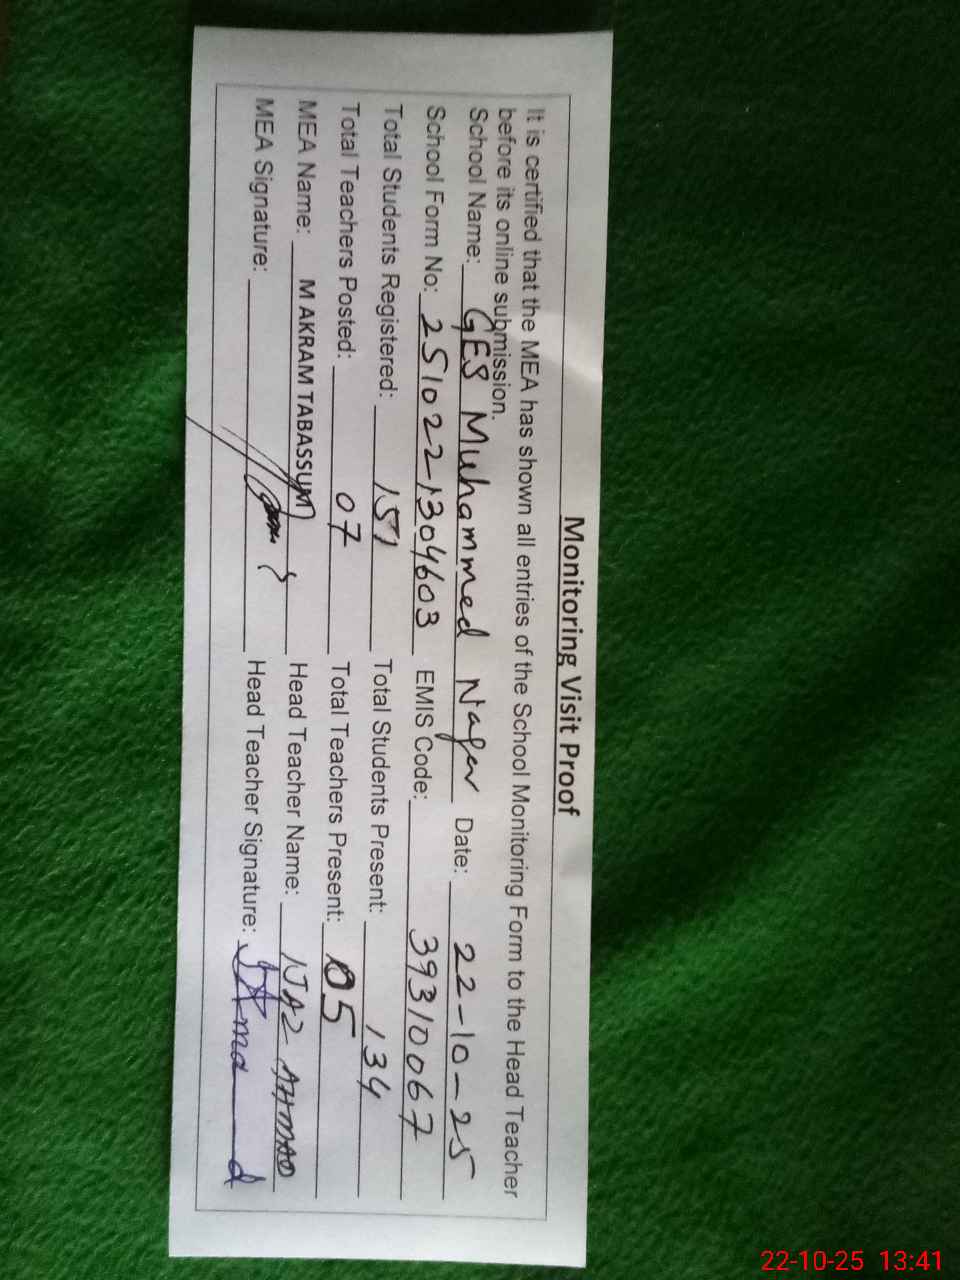 Monitoring Visit Proof
It is certified that the MEA has shown all entries of the School Monitoring Form to the Head Teacher
before its online submission.
School Name: GES Muhammed Nager Date: 22-10-25
School Form No: 251022-1304603 EMIS Code: 39310067
Total Students Registered: 151 Total Students Present: 134
Total Teachers Posted: 07 Total Teachers Present: 05
MEA Name: M AKRAM TABASSUM Head Teacher Name: IJAZ AHMAD
MEA Signature: Head Teacher Signature:
22-10-25 13:41